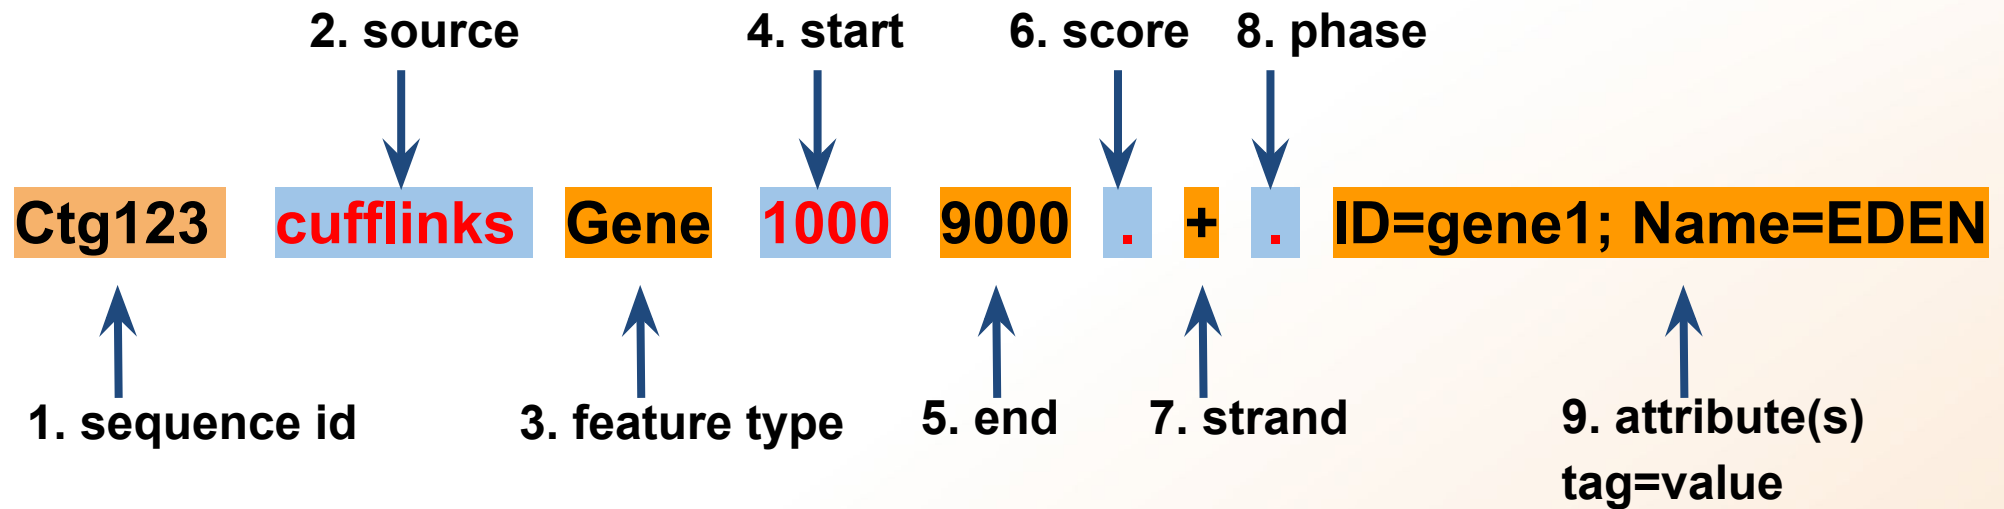 2. source 4. start 6. score 8. phase
Ctg123 cufflinks Gene 1000 9000 . + . ID=gene1; Name=EDEN
1. sequence id 3. feature type 5. end 7. strand 9. attribute(s)
tag=value